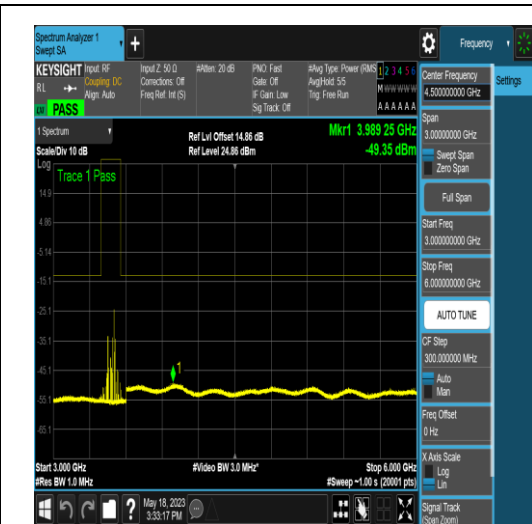 Spectrum Analyzer 1
Swept SA
+
Frequency
KEYSIGHT
RL
PASS
Input: RF
Coupling: DC
Align: Auto
Input Z: 50 Ω
Corrections: Off
Freq Ref: Int (S)
#Atten: 20 dB
PNO: Fast
Gate: Off
IF Gain: Low
Sig Track: Off
#Avg Type: Power (RMS
Avg|Hold: 5/5
Trig: Free Run
1 2 3 4 5 6
M W W W W W
A A A A A A
1 Spectrum
Scale/Div 10 dB
Ref Lvl Offset 14.86 dB
Ref Level 24.86 dBm
Mkr1 3.989 25 GHz
-49.35 dBm
Log
Trace 1 Pass
14.9
4.86
-5.14
-15.1
-25.1
-35.1
-45.1
-55.1
-65.1
1
Start 3.000 GHz
#Res BW 1.0 MHz
#Video BW 3.0 MHz*
Stop 6.000 GHz
#Sweep ~1.00 s (20001 pts)
May 18, 2023
3:33:17 PM
?
Center Frequency
4.500000000 GHz
Span
3.00000000 GHz
Swept Span
Zero Span
Full Span
Start Freq
3.000000000 GHz
Stop Freq
6.000000000 GHz
AUTO TUNE
CF Step
300.000000 MHz
Auto
Man
Freq Offset
0 Hz
X Axis Scale
Log
Lin
Signal Track
(Span Zoom)
Settings